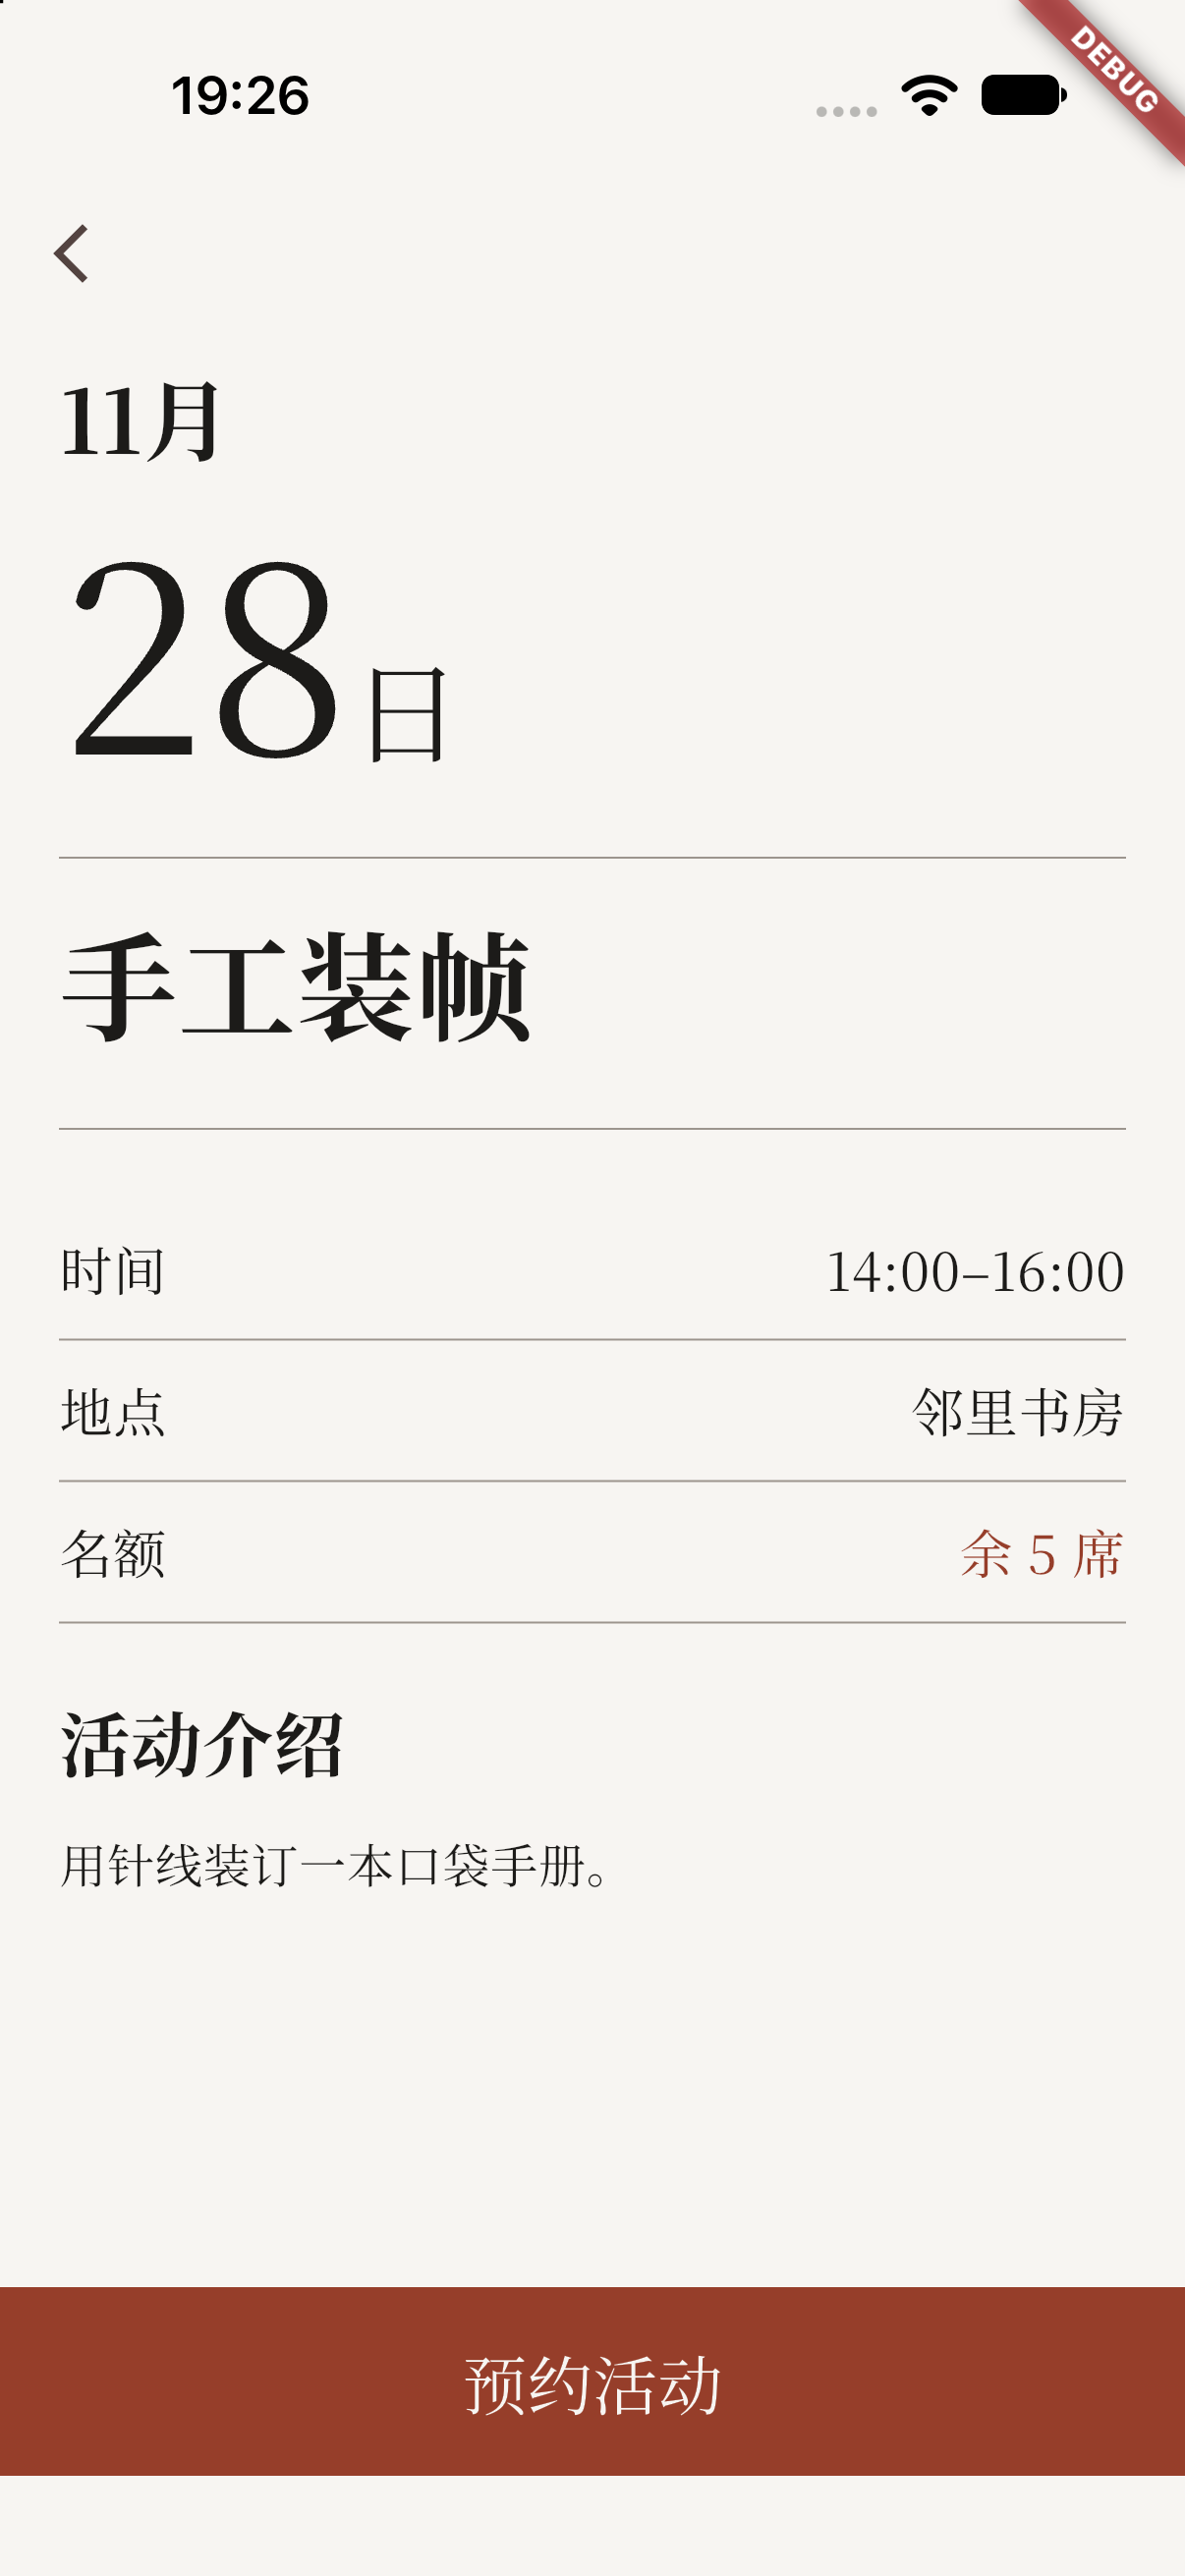 19:26
DEBUG
11月
28日
手工装帧
时间 14:00–16:00
地点 邻里书房
名额 余 5 席
活动介绍
用针线装订一本口袋手册。
预约活动